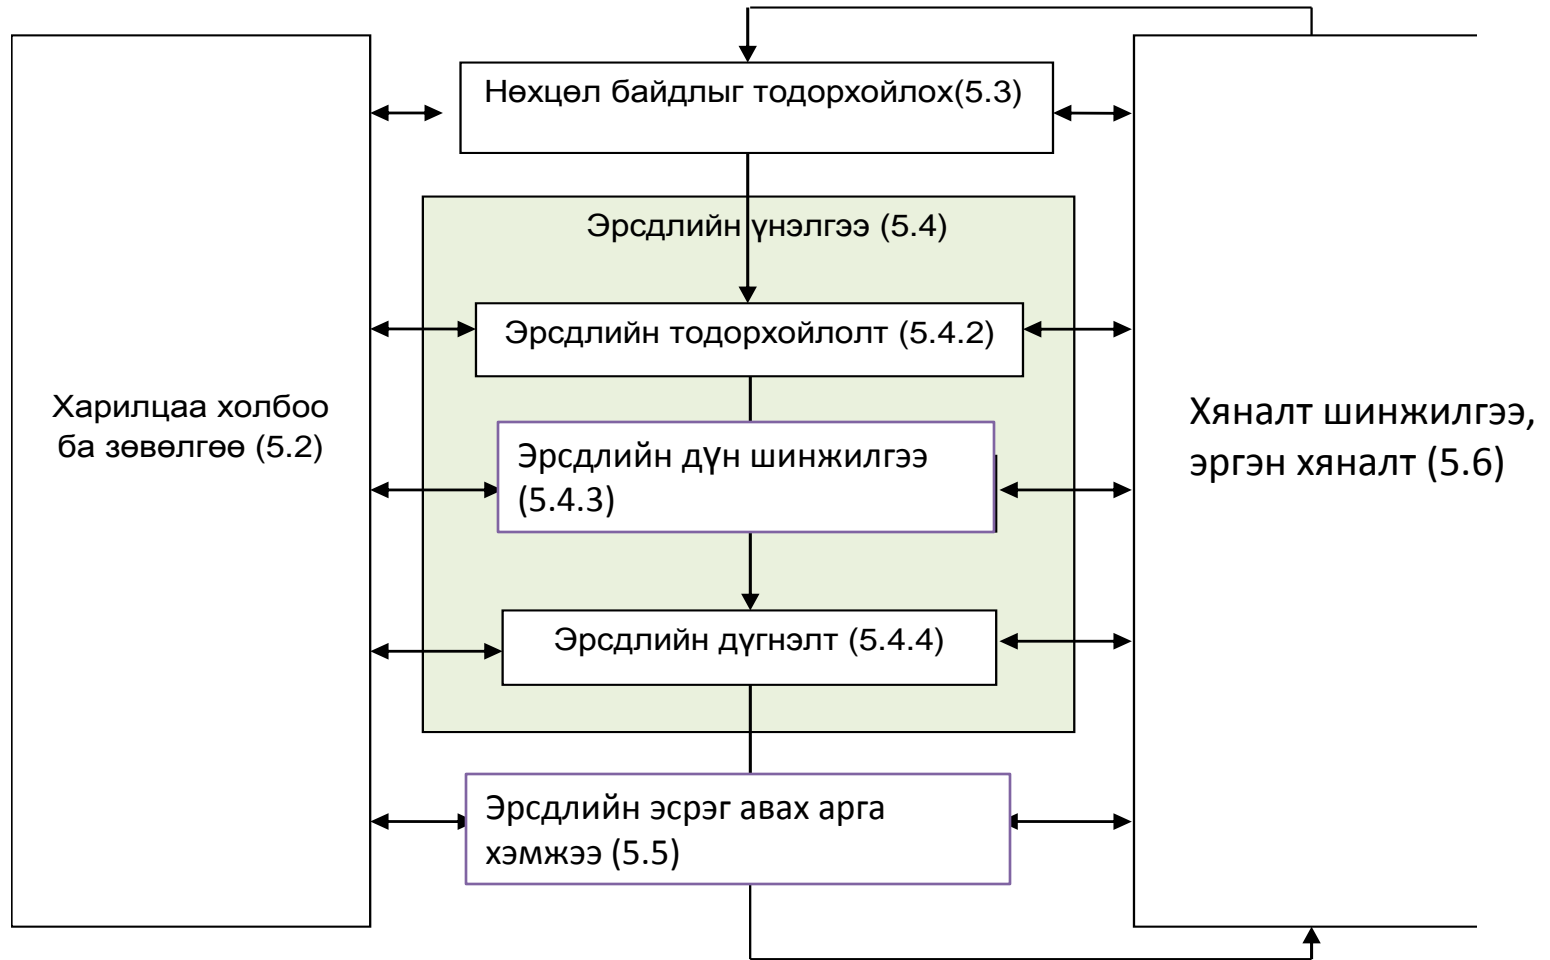 Нөхцөл байдлыг тодорхойлох(5.3)
Эрсдлийн үнэлгээ (5.4)
Эрсдлийн тодорхойлолт (5.4.2)
Харилцаа холбоо
ба зөвөлгөө (5.2)
Эрсдлийн дүн шинжилгээ
(5.4.3)
Хяналт шинжилгээ,
эргэн хяналт (5.6)
Эрсдлийн дүгнэлт (5.4.4)
Эрсдлийн эсрэг авах арга
хэмжээ (5.5)